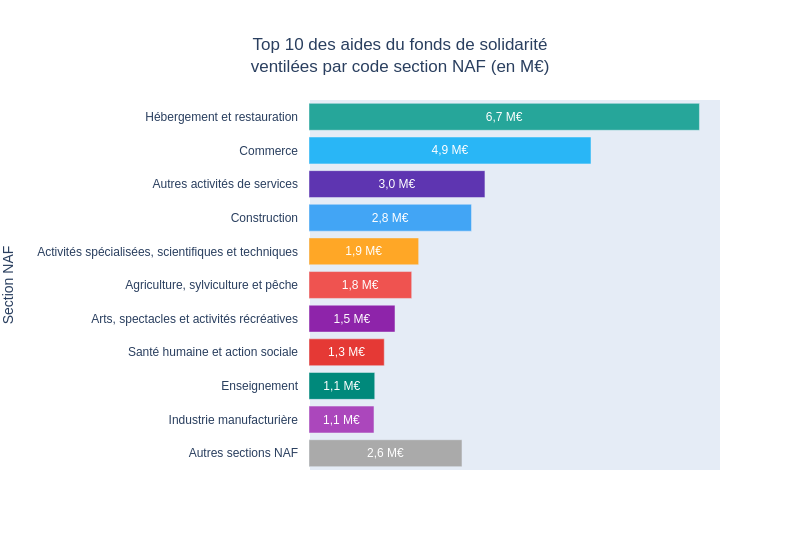 Top 10 des aides du fonds de solidarité
ventilées par code section NAF (en M€)
Section NAF
Hébergement et restauration 6,7 M€
Commerce 4,9 M€
Autres activités de services 3,0 M€
Construction 2,8 M€
Activités spécialisées, scientifiques et techniques 1,9 M€
Agriculture, sylviculture et pêche 1,8 M€
Arts, spectacles et activités récréatives 1,5 M€
Santé humaine et action sociale 1,3 M€
Enseignement 1,1 M€
Industrie manufacturière 1,1 M€
Autres sections NAF 2,6 M€